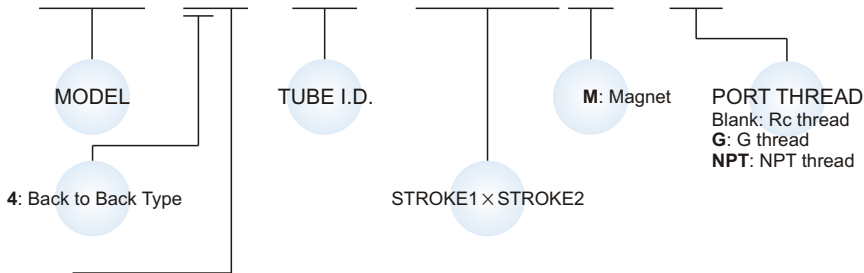 MODEL
TUBE I.D.
M: Magnet
PORT THREAD
Blank: Rc thread
G: G thread
NPT: NPT thread
4: Back to Back Type
STROKE1×STROKE2